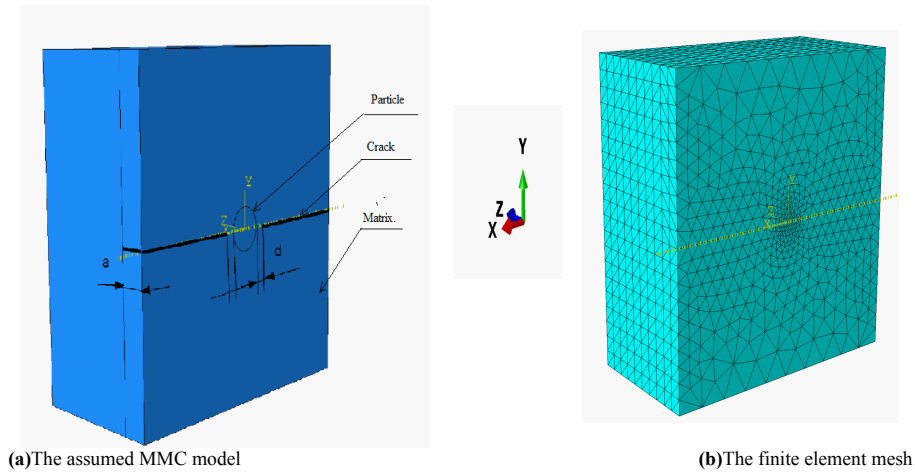 Particle
Crack
Matrix.
y
Z
a
d
Y
Z
X
(a)The assumed MMC model
(b)The finite element mesh